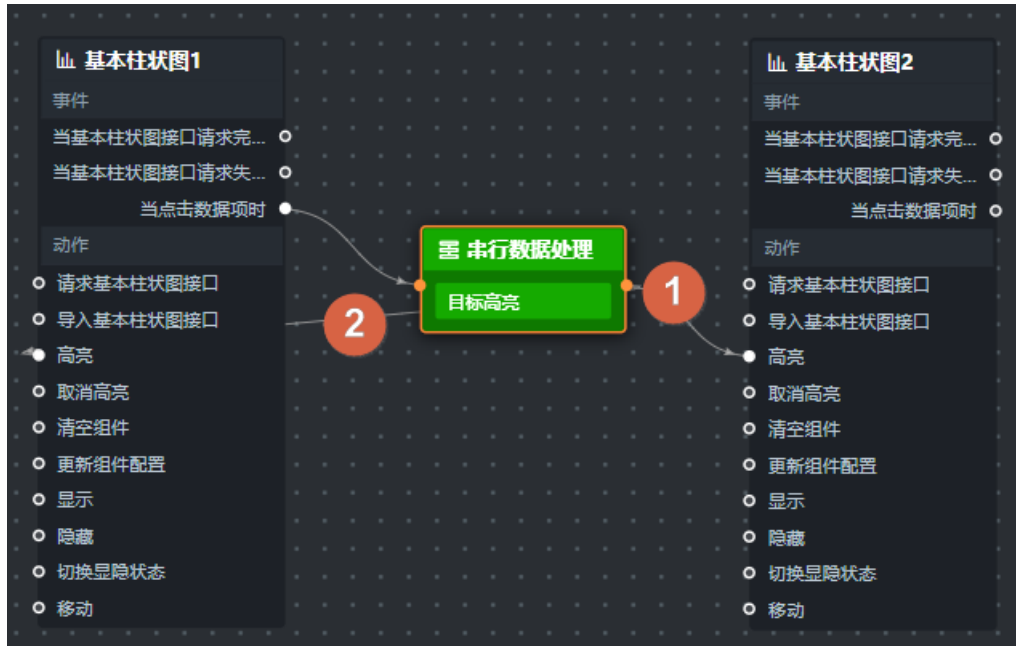 基本柱状图1
事件
当基本柱状图接口请求完...
当基本柱状图接口请求失...
当点击数据项时
动作
请求基本柱状图接口
导入基本柱状图接口
高亮
取消高亮
清空组件
更新组件配置
显示
隐藏
切换显隐状态
移动
串行数据处理
目标高亮
1
2
基本柱状图2
事件
当基本柱状图接口请求完...
当基本柱状图接口请求失...
当点击数据项时
动作
请求基本柱状图接口
导入基本柱状图接口
高亮
取消高亮
清空组件
更新组件配置
显示
隐藏
切换显隐状态
移动